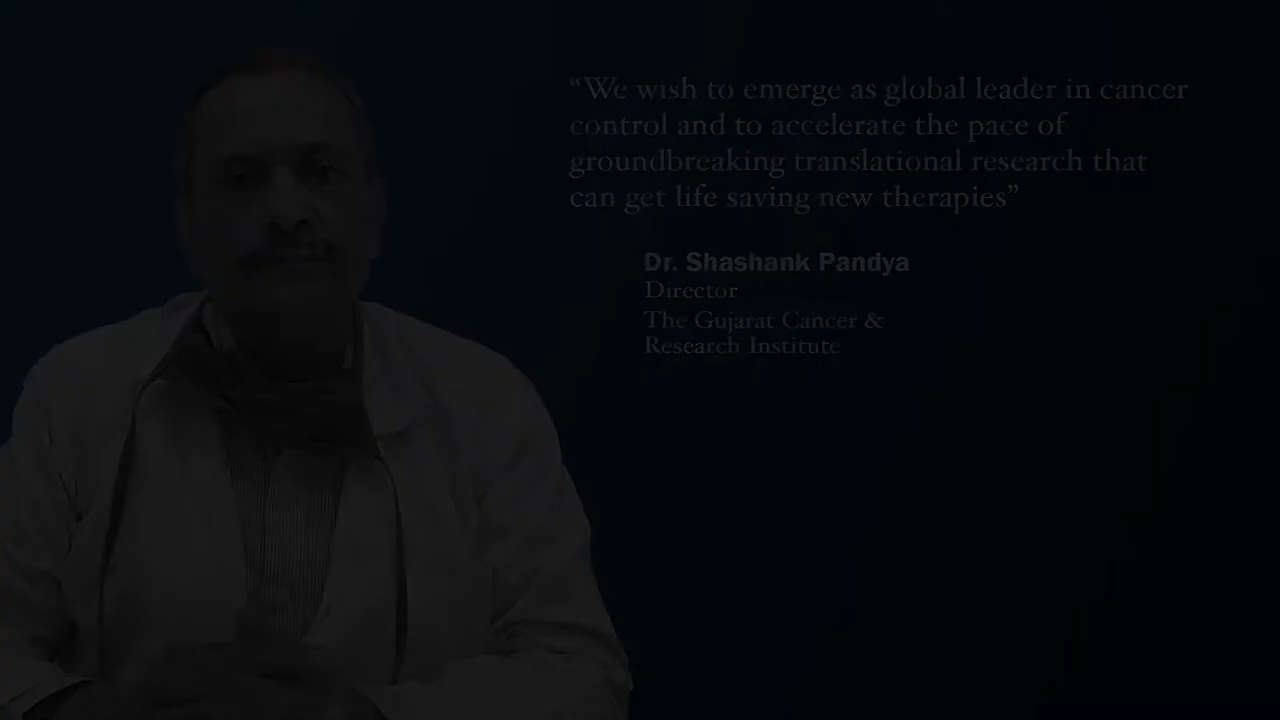 “We wish to emerge as global leader in cancer
control and to accelerate the pace of
groundbreaking translational research that
can get life saving new therapies”
Dr. Shashank Pandya
Director
The Gujarat Cancer &
Research Institute